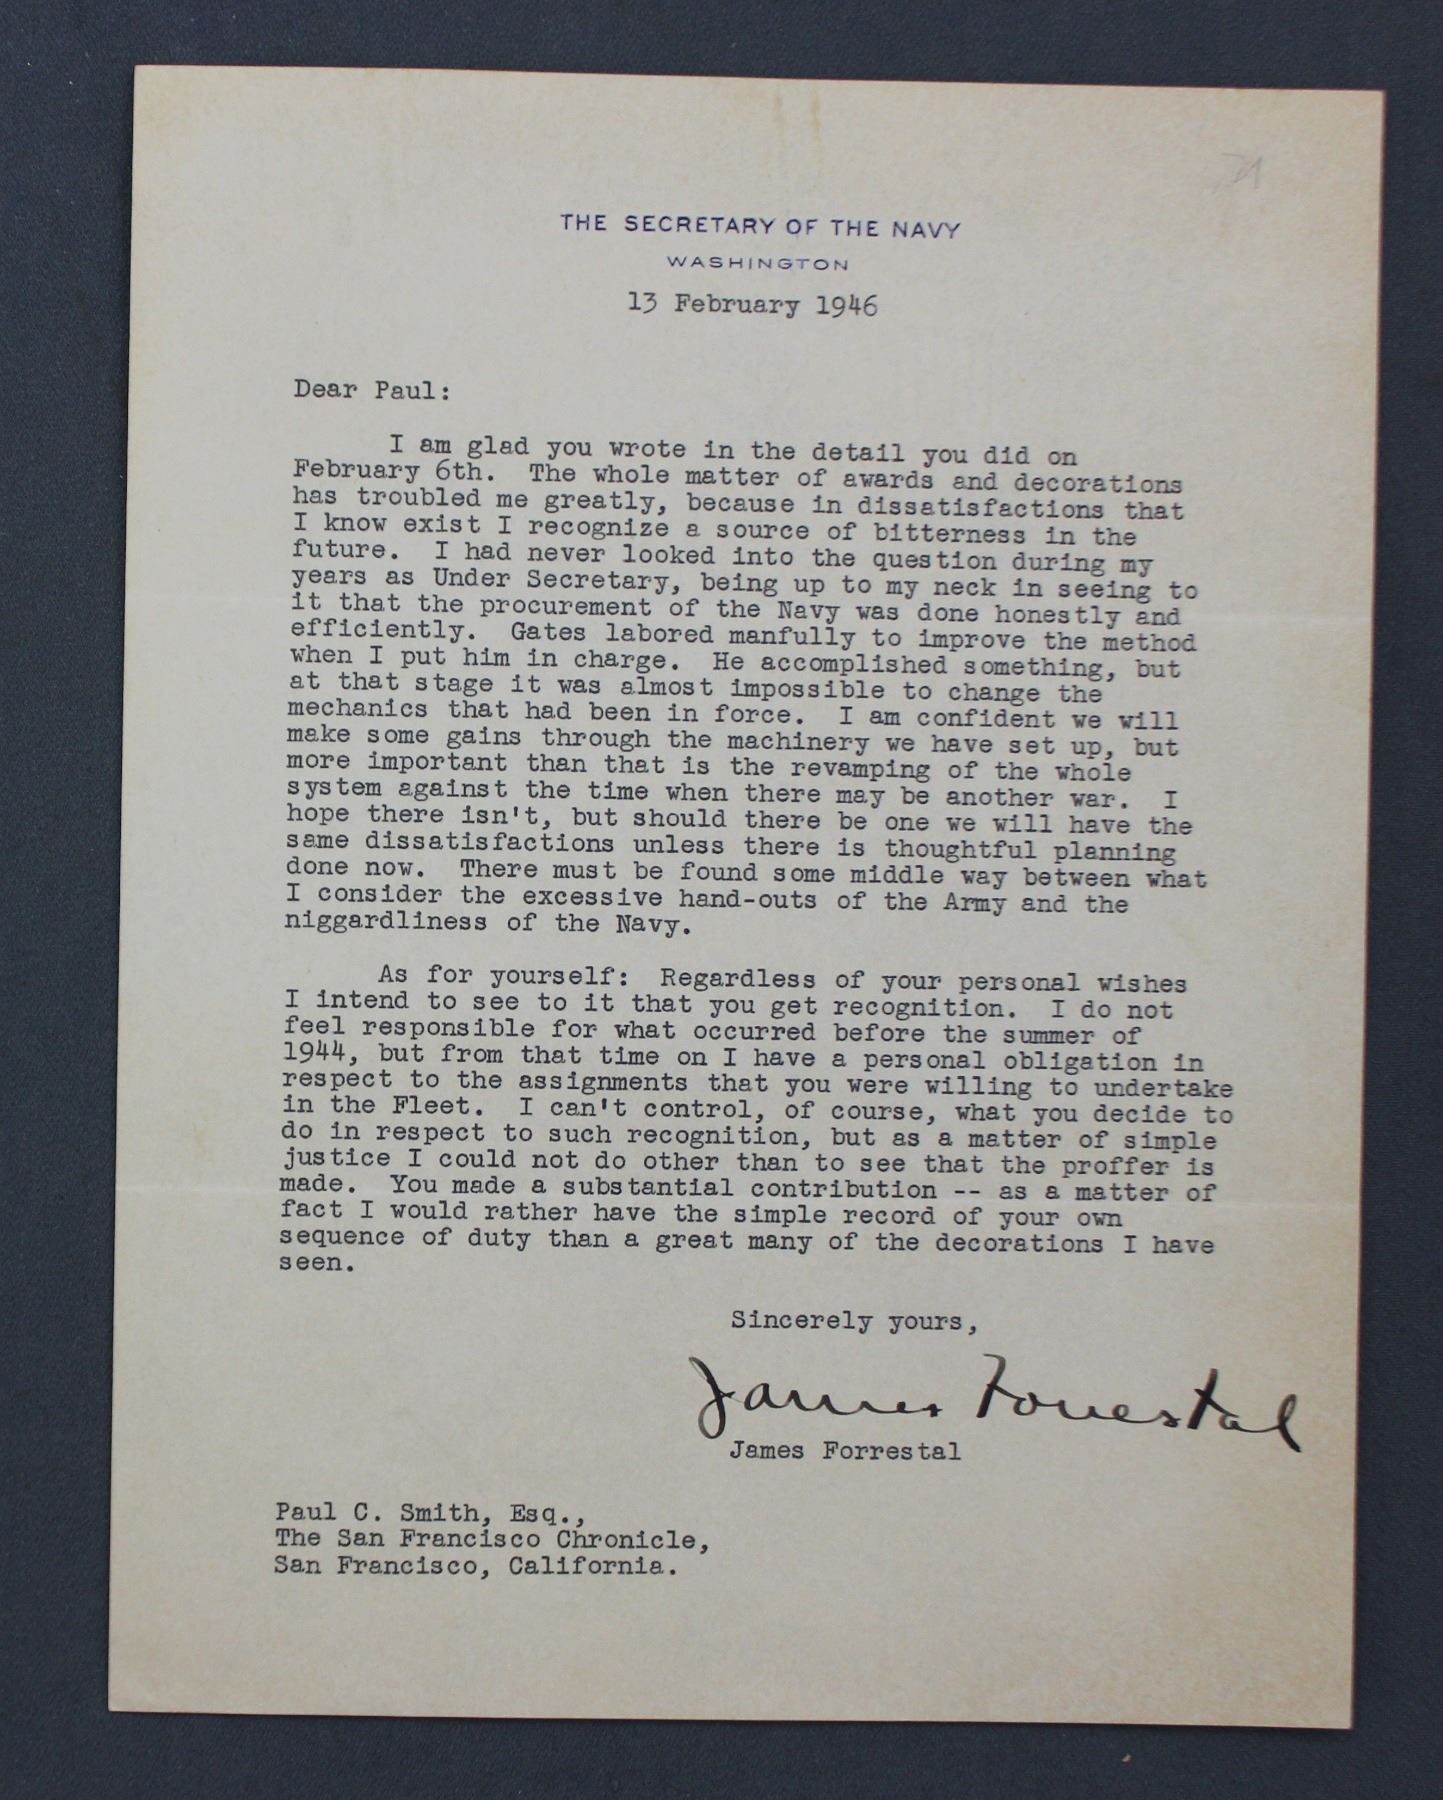 THE SECRETARY OF THE NAVY
WASHINGTON
13 February 1946
Dear Paul:
I am glad you wrote in the detail you did on
February 6th. The whole matter of awards and decorations
has troubled me greatly, because in dissatisfactions that
I know exist I recognize a source of bitterness in the
future. I had never looked into the question during my
years as Under Secretary, being up to my neck in seeing to
it that the procurement of the Navy was done honestly and
efficiently. Gates labored manfully to improve the method
when I put him in charge. He accomplished something, but
at that stage it was almost impossible to change the
mechanics that had been in force. I am confident we will
make some gains through the machinery we have set up, but
more important than that is the revamping of the whole
system against the time when there may be another war. I
hope there isn't, but should there be one we will have the
same dissatisfactions unless there is thoughtful planning
done now. There must be found some middle way between what
I consider the excessive hand-outs of the Army and the
niggardliness of the Navy.
As for yourself: Regardless of your personal wishes
I intend to see to it that you get recognition. I do not
feel responsible for what occurred before the summer of
1944, but from that time on I have a personal obligation in
respect to the assignments that you were willing to undertake
in the Fleet. I can't control, of course, what you decide to
do in respect to such recognition, but as a matter of simple
justice I could not do other than to see that the proffer is
made. You made a substantial contribution -- as a matter of
fact I would rather have the simple record of your own
sequence of duty than a great many of the decorations I have
seen.
Sincerely yours,
James Forrestal
James Forrestal
Paul C. Smith, Esq.,
The San Francisco Chronicle,
San Francisco, California.